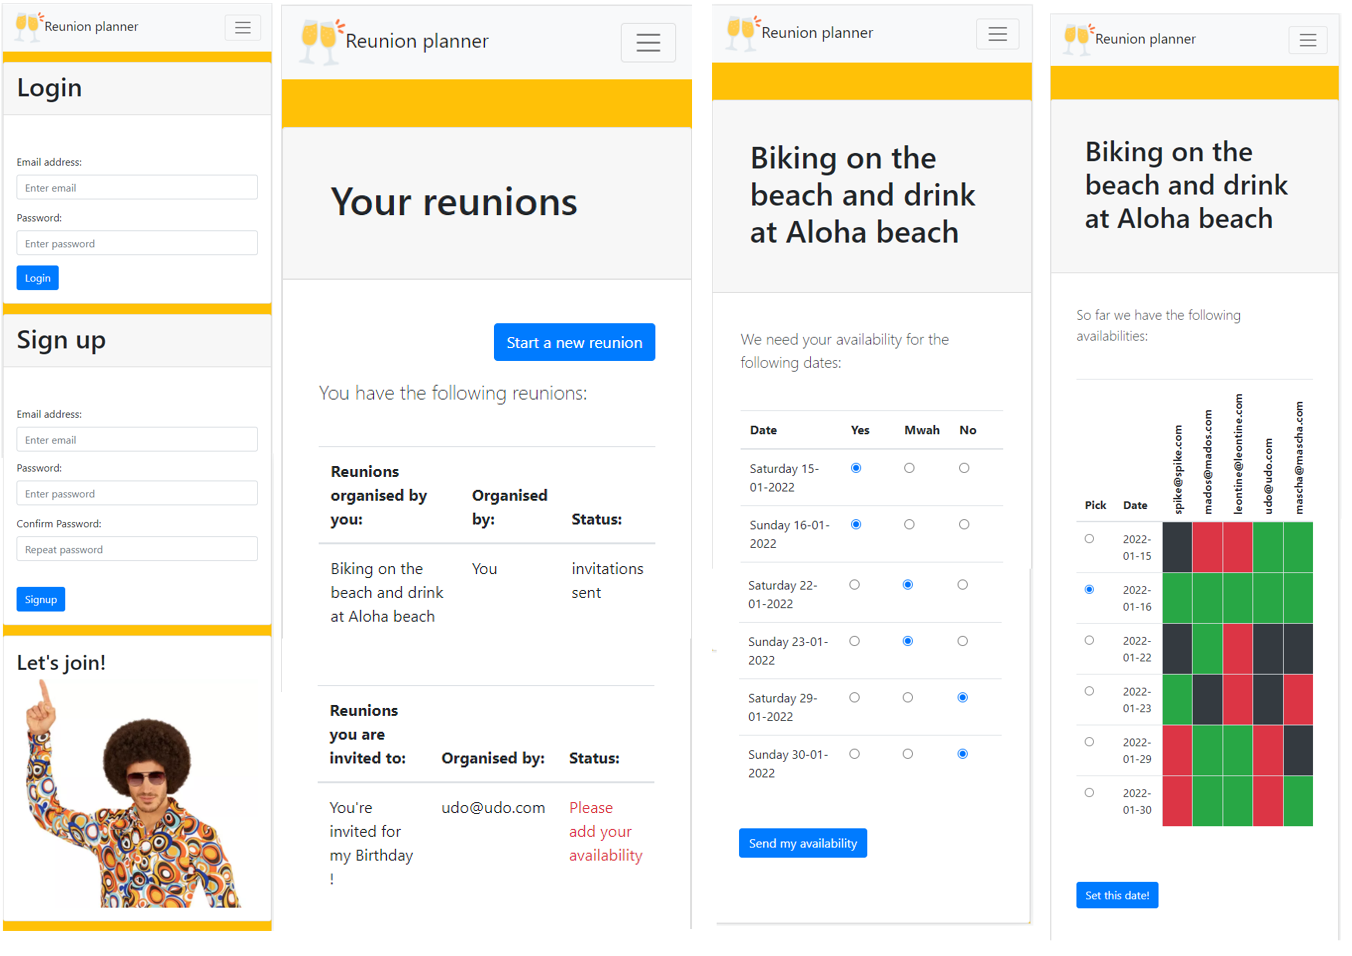 Reunion planner
Login
Email address:
Enter email
Password:
Enter password
Login
Sign up
Email address:
Enter email
Password:
Enter password
Confirm Password:
Repeat password
Signup
Let's join!
Reunion planner
Your reunions
Start a new reunion
You have the following reunions:
Reunions
organised by
you:
Organised
by:
Status:
Biking on the
beach and drink
at Aloha beach
You
invitations
sent
Reunions
you are
invited to:
Organised by:
Status:
You're
invited for
my Birthday
!
udo@udo.com
Please
add your
availability
Reunion planner
Biking on the
beach and drink
at Aloha beach
We need your availability for the
following dates:
Date Yes Mwah No
Saturday 15-
01-2022
Sunday 16-01-
2022
Saturday 22-
01-2022
Sunday 23-01-
2022
Saturday 29-
01-2022
Sunday 30-01-
2022
Send my availability
Reunion planner
Biking on the
beach and drink
at Aloha beach
So far we have the following
availabilities:
Pick Date
spike@spike.com
mados@mados.com
leontine@leontine.com
udo@udo.com
mascha@mascha.com
2022-
01-15
2022-
01-16
2022-
01-22
2022-
01-23
2022-
01-29
2022-
01-30
Set this date!